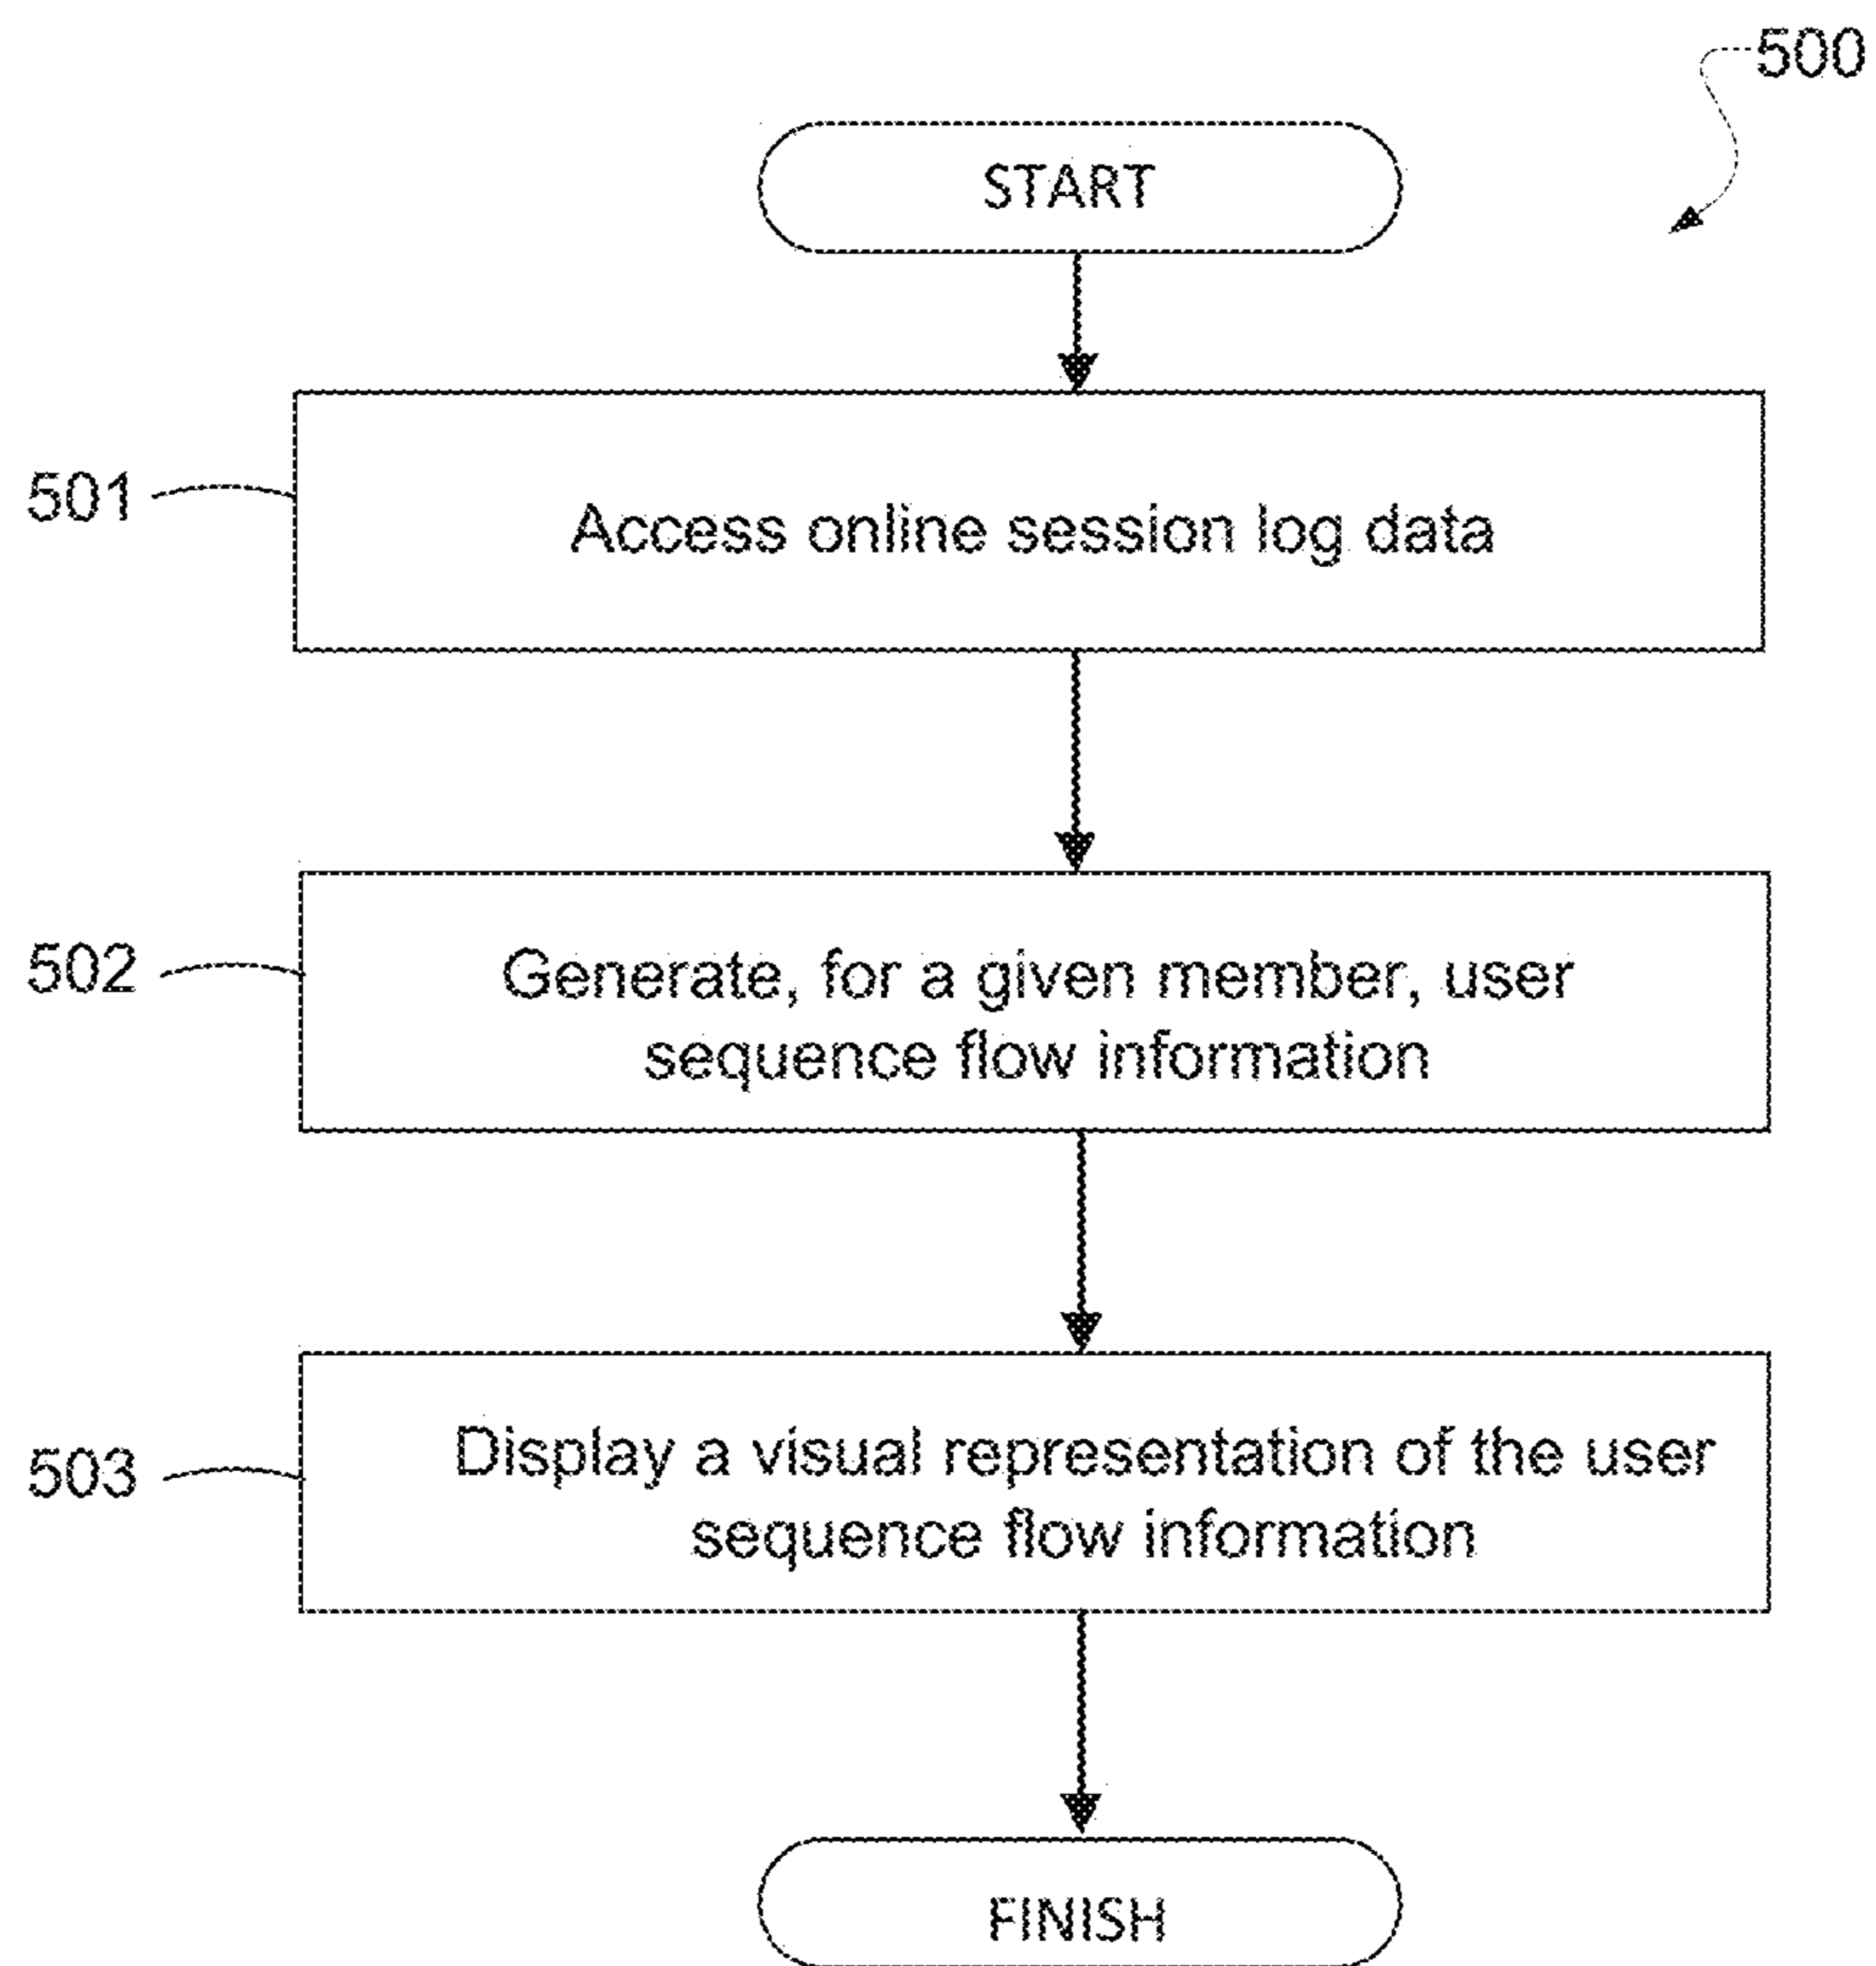 500
START
501
Access online session log data
502
Generate, for a given member, user
sequence flow information
503
Display a visual representation of the user
sequence flow information
FINISH